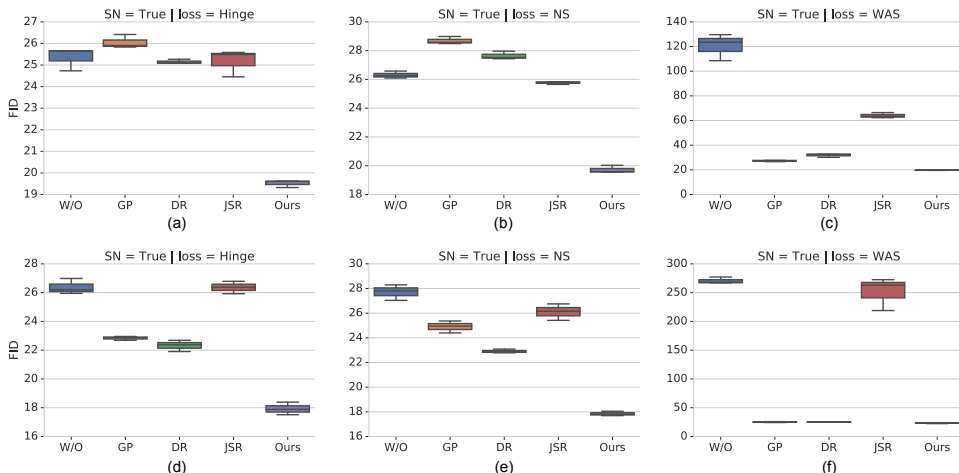 SN = True | loss = Hinge
SN = True | loss = NS
SN = True | loss = WAS
FID
27
26
25
24
23
22
21
20
19
W/O
GP
DR
JSR
Ours
(a)
30
28
26
24
22
20
18
W/O
GP
DR
JSR
Ours
(b)
140
120
100
80
60
40
20
0
W/O
GP
DR
JSR
Ours
(c)
SN = True | loss = Hinge
SN = True | loss = NS
SN = True | loss = WAS
FID
28
26
24
22
20
18
16
W/O
GP
DR
JSR
Ours
(d)
30
28
26
24
22
20
18
16
W/O
GP
DR
JSR
Ours
(e)
300
250
200
150
100
50
0
W/O
GP
DR
JSR
Ours
(f)